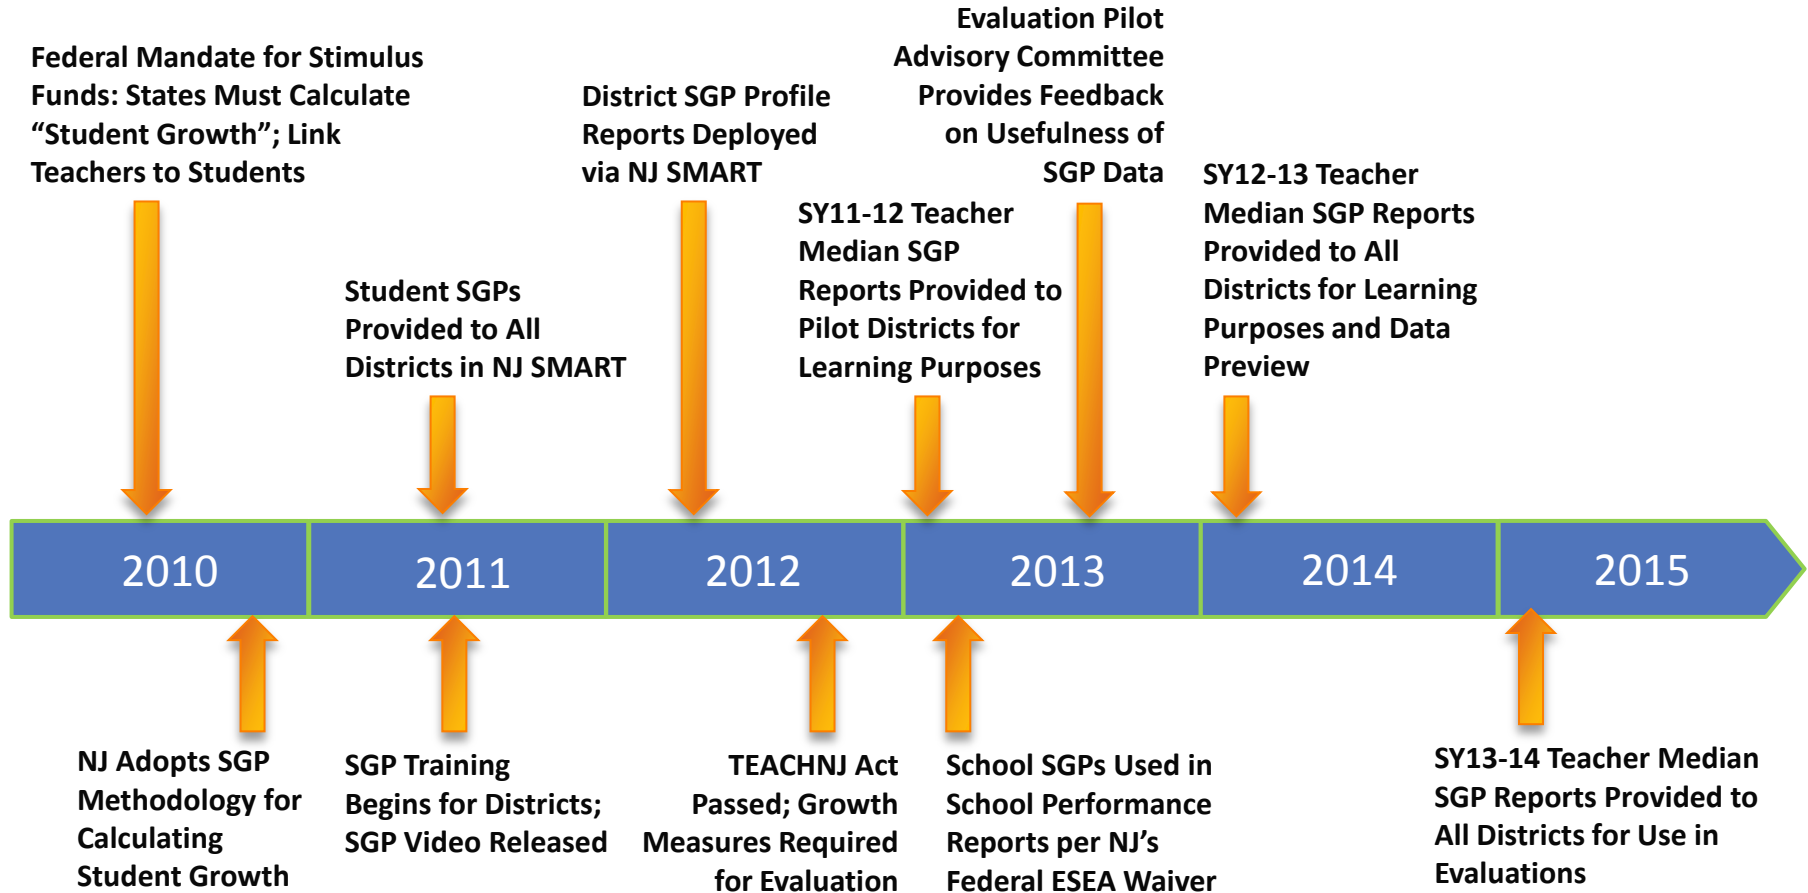 Federal Mandate for Stimulus
Funds: States Must Calculate
“Student Growth”; Link
Teachers to Students
Student SGPs
Provided to All
Districts in NJ SMART
District SGP Profile
Reports Deployed
via NJ SMART
SY11-12 Teacher
Median SGP
Reports Provided to
Pilot Districts for
Learning Purposes
Evaluation Pilot
Advisory Committee
Provides Feedback
on Usefulness of
SGP Data
SY12-13 Teacher
Median SGP Reports
Provided to All
Districts for Learning
Purposes and Data
Preview
2010
2011
2012
2013
2014
2015
NJ Adopts SGP
Methodology for
Calculating
Student Growth
SGP Training
Begins for Districts;
SGP Video Released
TEACHNJ Act
Passed; Growth
Measures Required
for Evaluation
School SGPs Used in
School Performance
Reports per NJ’s
Federal ESEA Waiver
SY13-14 Teacher Median
SGP Reports Provided to
All Districts for Use in
Evaluations